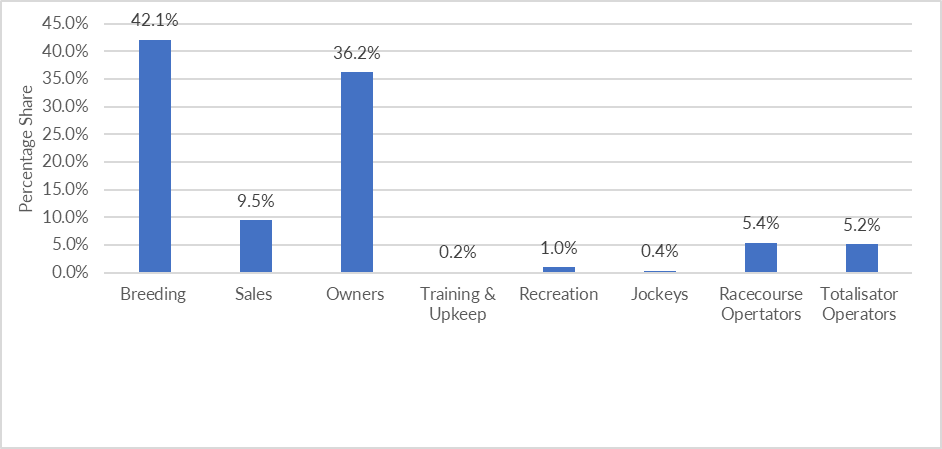 45.0%
40.0%
35.0%
30.0%
25.0%
20.0%
15.0%
10.0%
5.0%
0.0%
Percentage Share
42.1%
9.5%
36.2%
0.2%
1.0%
0.4%
5.4%
5.2%
Breeding
Sales
Owners
Training &
Upkeep
Recreation
Jockeys
Racecourse
Opertators
Totalisator
Operators